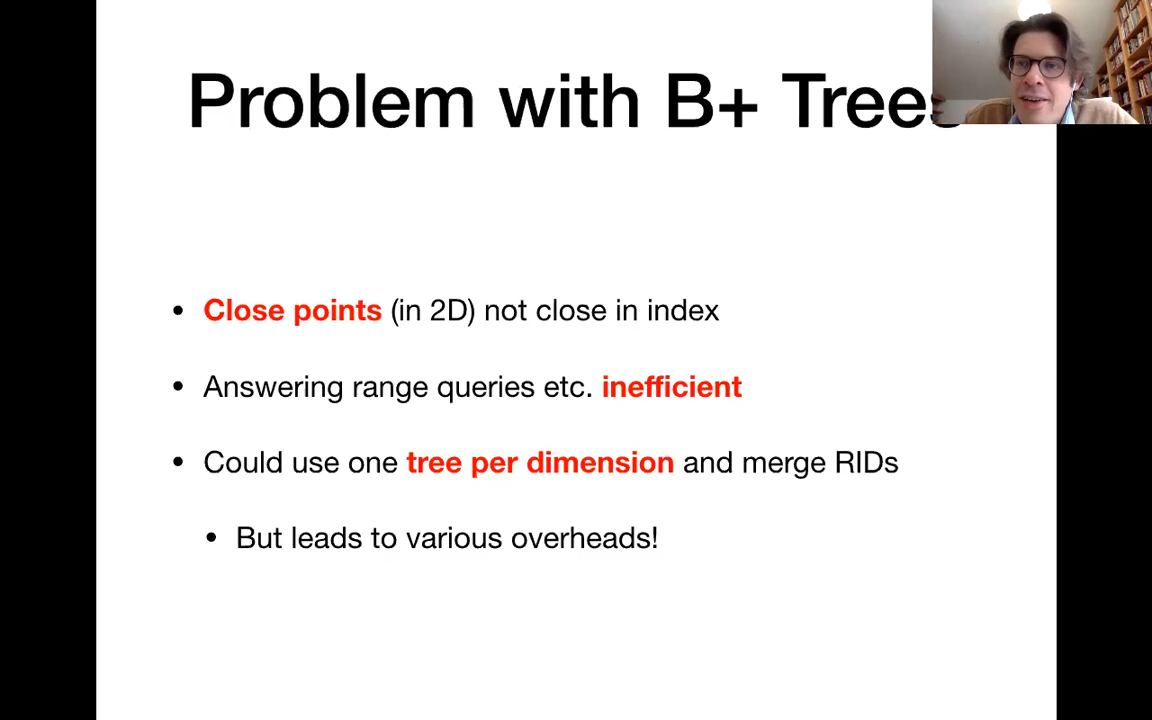 Problem with B+ Trees
• Close points (in 2D) not close in index
• Answering range queries etc. inefficient
• Could use one tree per dimension and merge RIDs
• But leads to various overheads!